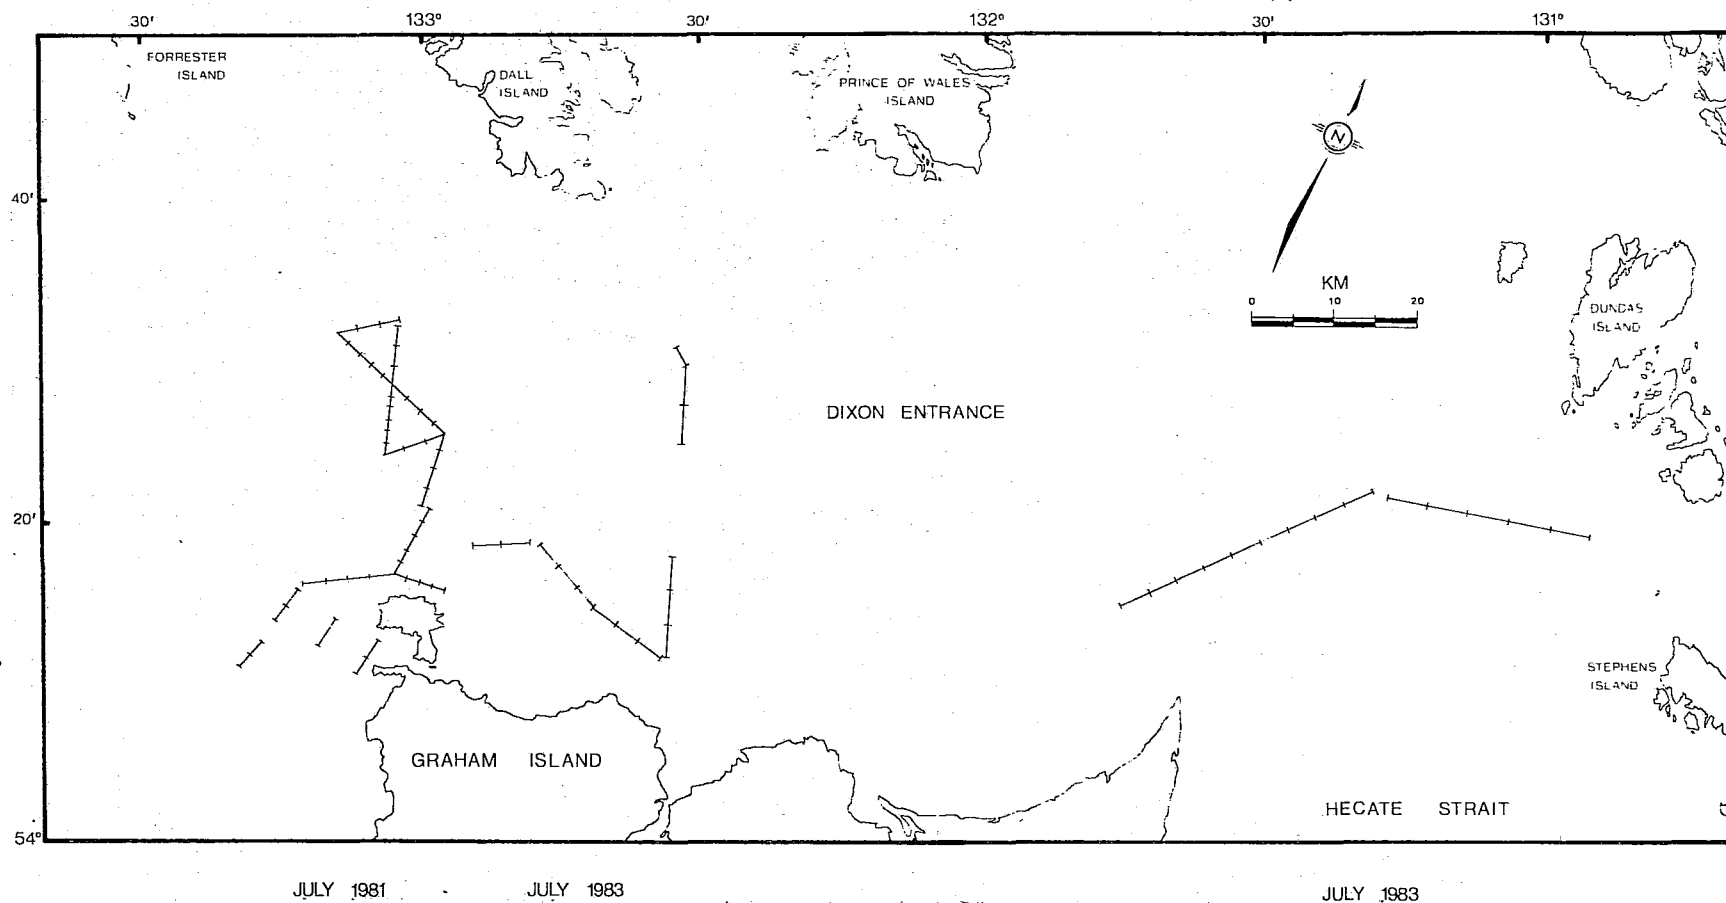 30'
133°
30'
132°
30'
131°
FORRESTER
ISLAND
DALL
ISLAND
PRINCE OF WALES
ISLAND
N
40'
KM
0 10 20
DUNDAS
ISLAND
DIXON ENTRANCE
20'
STEPHENS
ISLAND
GRAHAM ISLAND
HECATE STRAIT
54°
JULY 1981
JULY 1983
JULY 1983